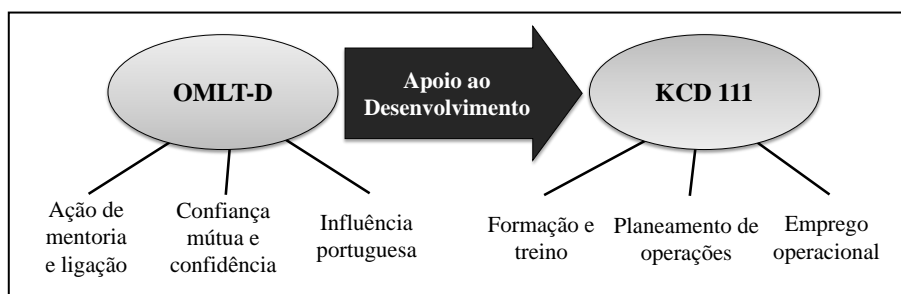 OMLT-D
Apoio ao
Desenvolvimento
KCD 111
Ação de
mentoria
e ligação
Confiança
mútua e
confidência
Influência
portuguesa
Formação e
treino
Planeamento de
operações
Emprego
operacional